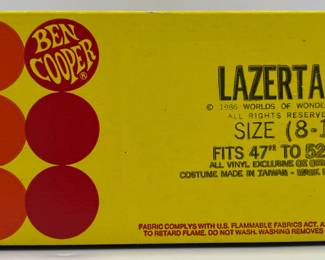 BEN
COOPER®
LAZERTA
© 1986 WORLDS OF WONDE
ALL RIGHTS RESERVE
SIZE (8-1
FITS 47" TO 52
ALL VINYL EXCLUSIVE OF
COSTUME MADE IN TAIWAN - MASK
FABRIC COMPLYS WITH U.S. FLAMMABLE FABRICS ACT. A
TO RETARD FLAME. DO NOT WASH. WASHING REMOVES